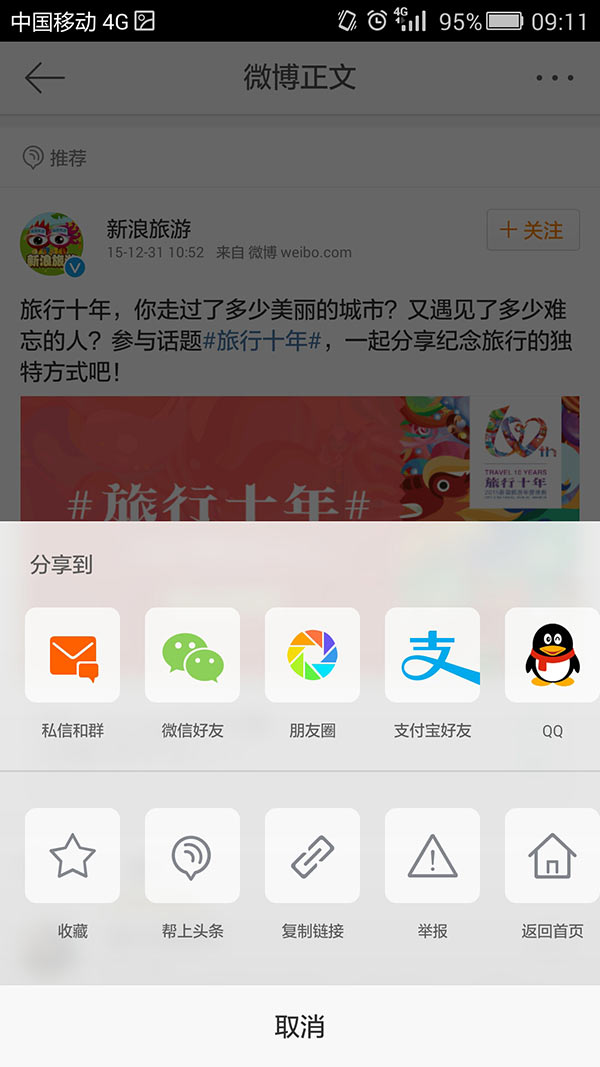 中国移动 4G 4G 95% 09:11
微博正文
推荐
新浪旅游
+ 关注
15-12-31 10:52 来自 微博 weibo.com
旅行十年，你走过了多少美丽的城市？又遇见了多少难
忘的人？参与话题#旅行十年#，一起分享纪念旅行的独
特方式吧！
th
TRAVEL 10 YEARS
旅行十年
#旅行十年#
分享到
私信和群 微信好友 朋友圈 支付宝好友 QQ
收藏 帮上头条 复制链接 举报 返回首页
取消